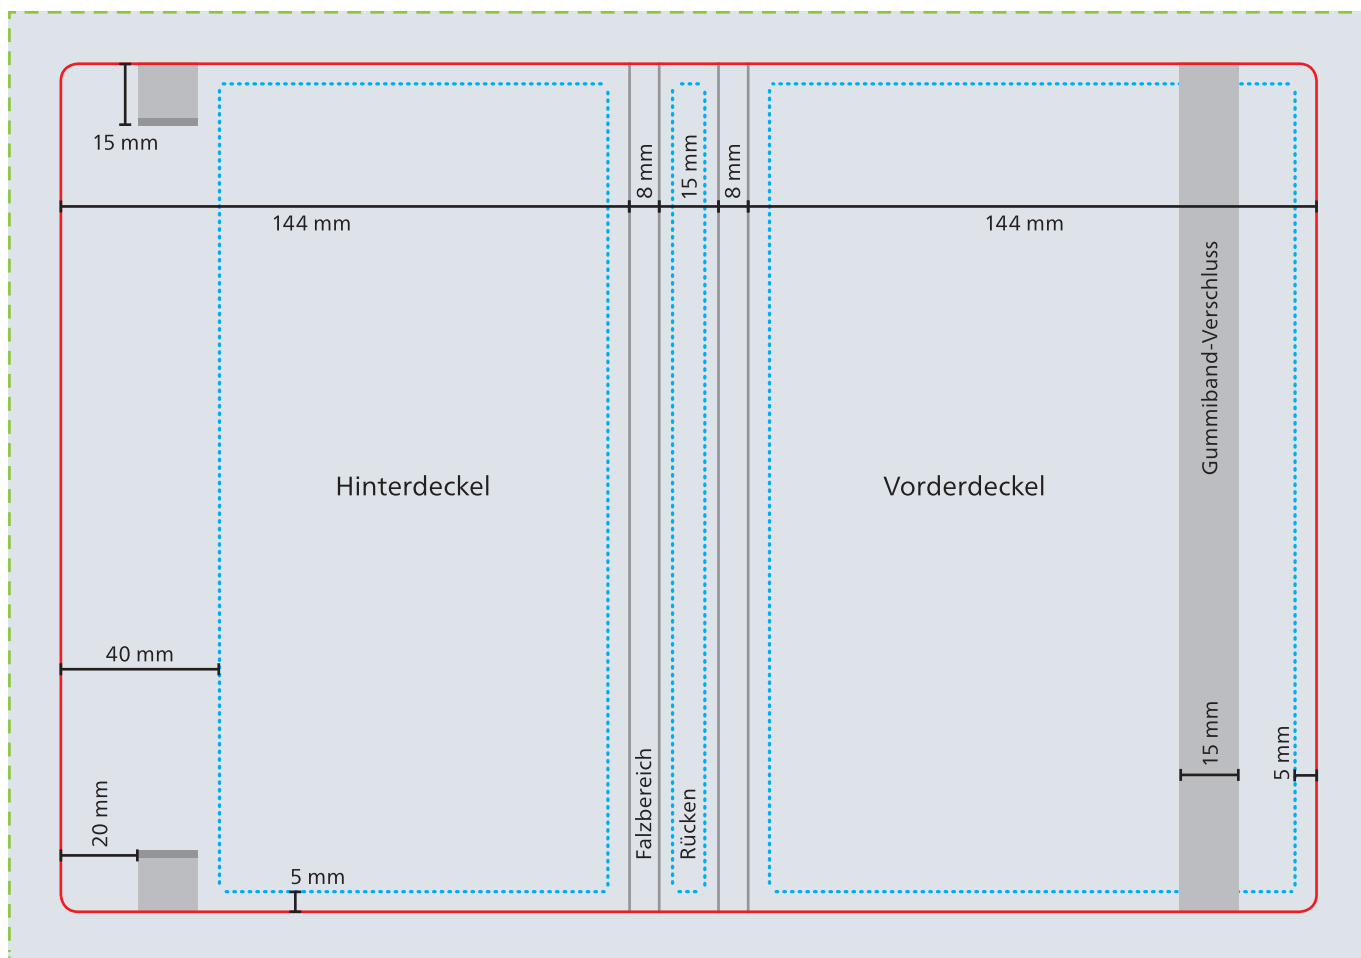 15 mm
8 mm
15 mm
8 mm
144 mm
144 mm
Gummiband-Verschluss
Hinterdeckel
Vorderdeckel
40 mm
15 mm
5 mm
20 mm
Falzbereich
Rücken
5 mm